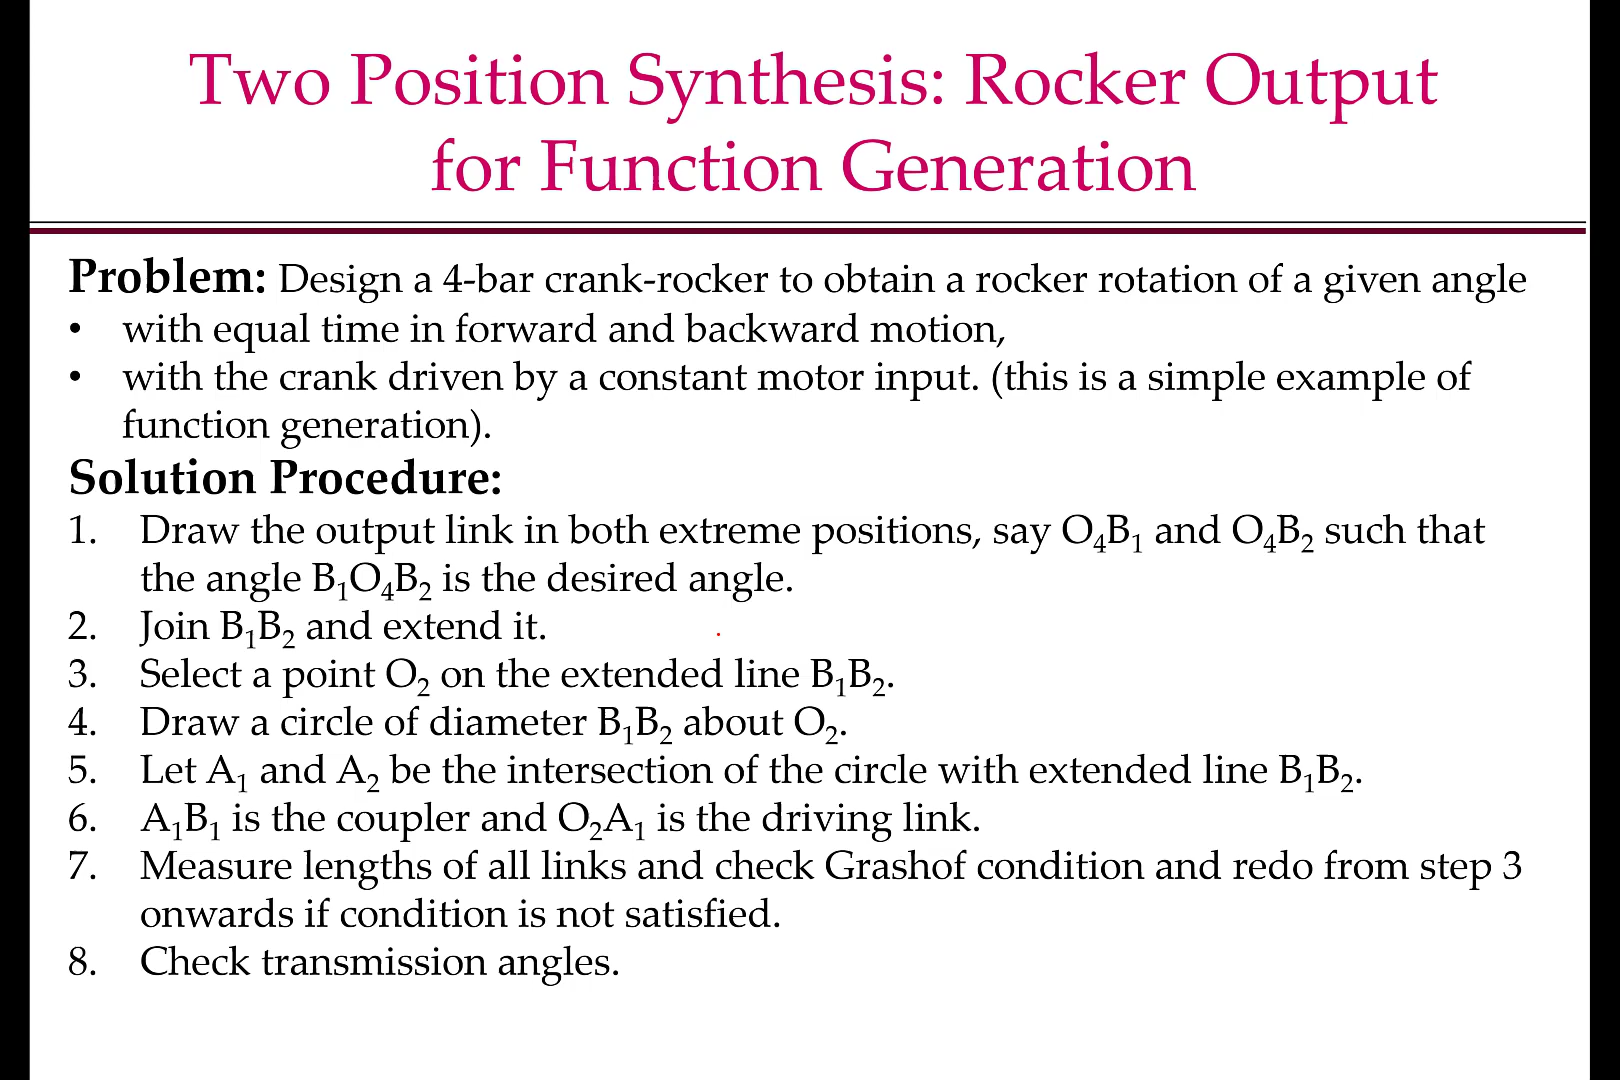 Two Position Synthesis: Rocker Output
for Function Generation
Problem: Design a 4-bar crank-rocker to obtain a rocker rotation of a given angle
• with equal time in forward and backward motion,
• with the crank driven by a constant motor input. (this is a simple example of
function generation).
Solution Procedure:
1. Draw the output link in both extreme positions, say O₄B₁ and O₄B₂ such that
the angle B₁O₄B₂ is the desired angle.
2. Join B₁B₂ and extend it.
3. Select a point O₂ on the extended line B₁B₂.
4. Draw a circle of diameter B₁B₂ about O₂.
5. Let A₁ and A₂ be the intersection of the circle with extended line B₁B₂.
6. A₁B₁ is the coupler and O₂A₁ is the driving link.
7. Measure lengths of all links and check Grashof condition and redo from step 3
onwards if condition is not satisfied.
8. Check transmission angles.